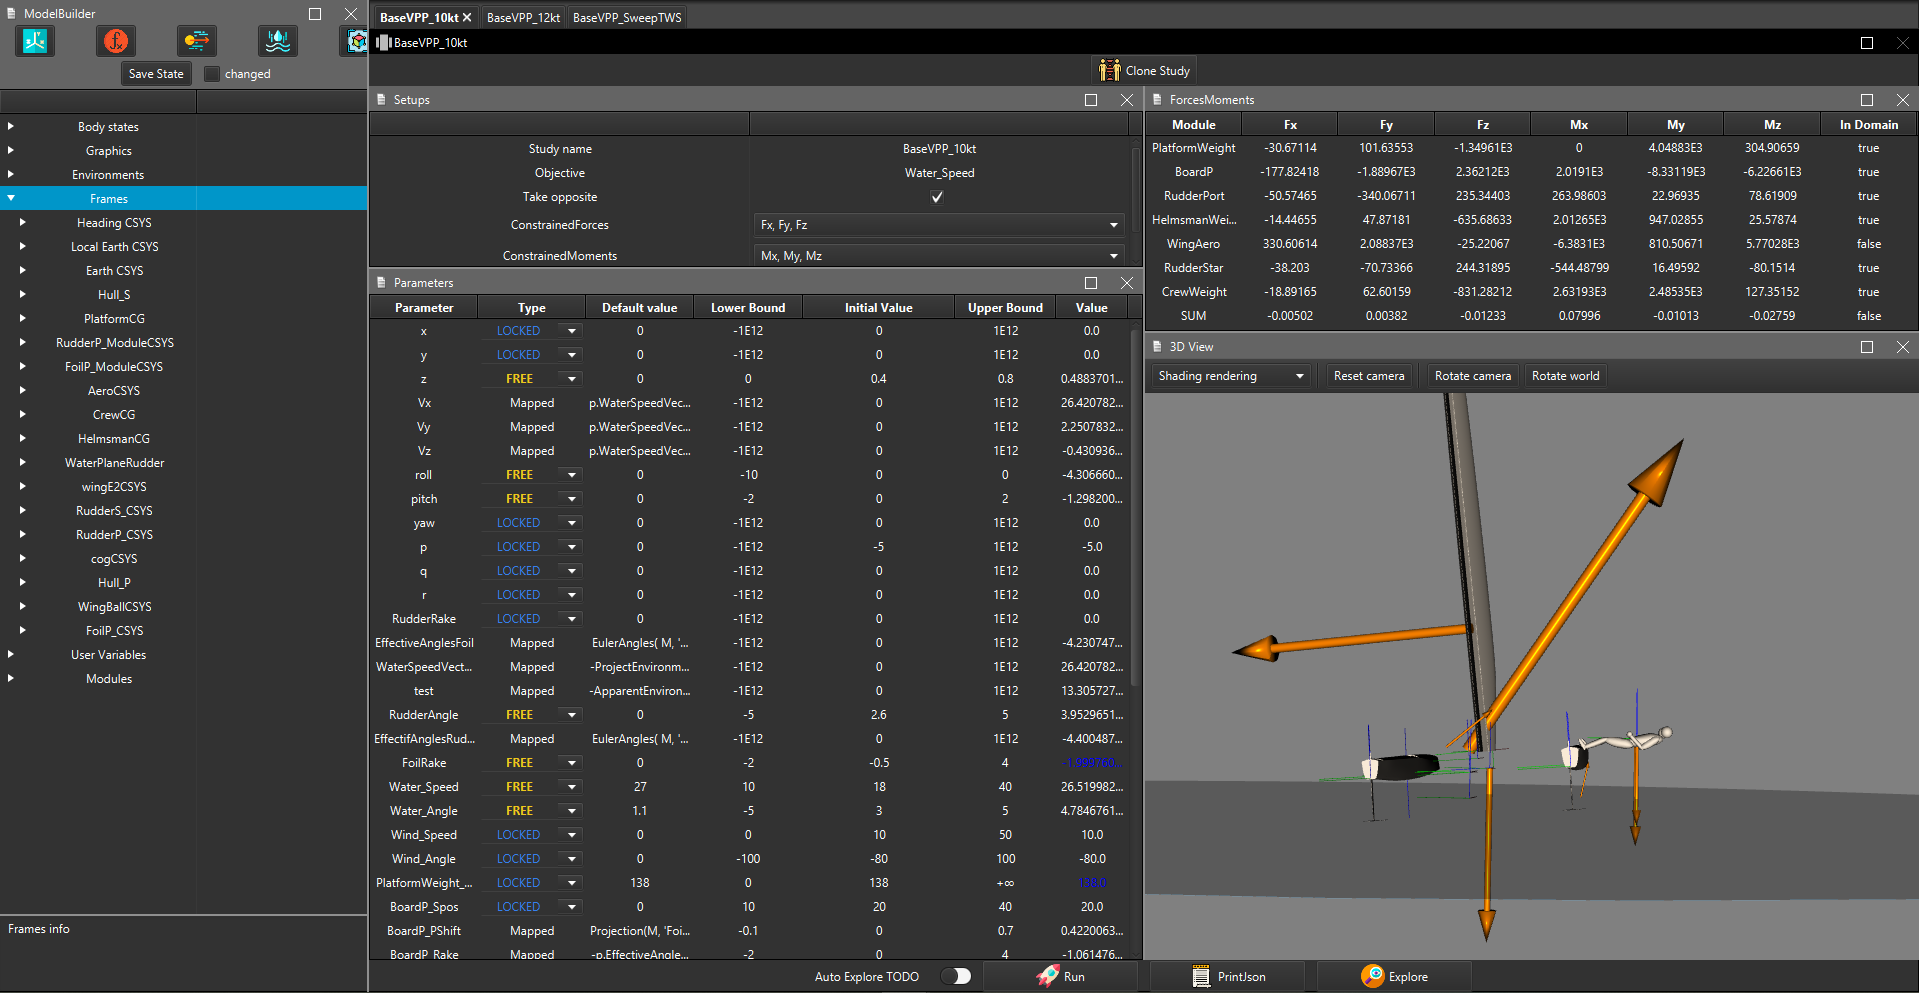 ModelBuilder
Save State
changed
Body states
Graphics
Environments
Frames
Heading CSYS
Local Earth CSYS
Earth CSYS
Hull_S
PlatformCG
RudderP_ModuleCSYS
FoilP_ModuleCSYS
AeroCSYS
CrewCG
HelmsmanCG
WaterPlaneRudder
wingE2CSYS
RudderS_CSYS
RudderP_CSYS
cogCSYS
Hull_P
WingBallCSYS
FoilP_CSYS
User Variables
Modules
Frames info
BaseVPP_10kt BaseVPP_12kt BaseVPP_SweepTWS
BaseVPP_10kt
Clone Study
Setups
Study name BaseVPP_10kt
Objective Water_Speed
Take opposite
ConstrainedForces Fx, Fy, Fz
ConstrainedMoments Mx, My, Mz
Parameters
Parameter Type Default value Lower Bound Initial Value Upper Bound Value
x LOCKED 0 -1E12 0 1E12 0.0
y LOCKED 0 -1E12 0 1E12 0.0
z FREE 0 0 0.4 0.8 0.4883701...
Vx Mapped p.WaterSpeedVec... -1E12 0 1E12 26.420782...
Vy Mapped p.WaterSpeedVec... -1E12 0 1E12 2.2507832...
Vz Mapped p.WaterSpeedVec... -1E12 0 1E12 -0.430936...
roll FREE 0 -10 0 0 -4.306660...
pitch FREE 0 -2 0 2 -1.298200...
yaw LOCKED 0 -1E12 0 1E12 0.0
p LOCKED 0 -1E12 -5 1E12 -5.0
q LOCKED 0 -1E12 0 1E12 0.0
r LOCKED 0 -1E12 0 1E12 0.0
RudderRake LOCKED 0 -1E12 0 1E12 0.0
EffectiveAnglesFoil Mapped EulerAngles( M, '... -1E12 0 1E12 -4.230747...
WaterSpeedVect... Mapped -ProjectEnvironm... -1E12 0 1E12 26.420782...
test Mapped -ApparentEnviron... -1E12 0 1E12 13.305727...
RudderAngle FREE 0 -5 2.6 5 3.9529651...
EffectifAnglesRud... Mapped EulerAngles( M, '... -1E12 0 1E12 -4.400487...
FoilRake FREE 0 -2 -0.5 4 -1.999760...
Water_Speed FREE 27 10 18 40 26.519982...
Water_Angle FREE 1.1 -5 3 5 4.7846761...
Wind_Speed LOCKED 0 0 10 50 10.0
Wind_Angle LOCKED 0 -100 -80 100 -80.0
PlatformWeight_... LOCKED 138 0 138 +∞ 138.0
BoardP_Spos LOCKED 0 10 20 40 20.0
BoardP_PShift Mapped Projection(M, 'Foi... -0.1 0 0.7 0.4220063...
BoardP_Rake Mapped -p.EffectiveAngle... -2 0 4 -1.061476...
Auto Explore TODO
Run
PrintJson
Explore
ForcesMoments
Module Fx Fy Fz Mx My Mz In Domain
PlatformWeight -30.67114 101.63553 -1.34961E3 0 4.04883E3 304.90659 true
BoardP -177.82418 -1.88967E3 2.36212E3 2.0191E3 -8.33119E3 -6.22661E3 true
RudderPort -50.57465 -340.06711 235.34403 263.98603 22.96935 78.61909 true
HelmsmanWei... -14.44655 47.87181 -635.68633 2.01265E3 947.02855 25.57874 true
WingAero 330.60614 2.08837E3 -25.22067 -6.3831E3 810.50671 5.77028E3 false
RudderStar -38.203 -70.73366 244.31895 -544.48799 16.49592 -80.1514 true
CrewWeight -18.89165 62.60159 -831.28212 2.63193E3 2.48535E3 127.35152 true
SUM -0.00502 0.00382 -0.01233 0.07996 -0.01013 -0.02759 false
3D View
Shading rendering
Reset camera
Rotate camera
Rotate world